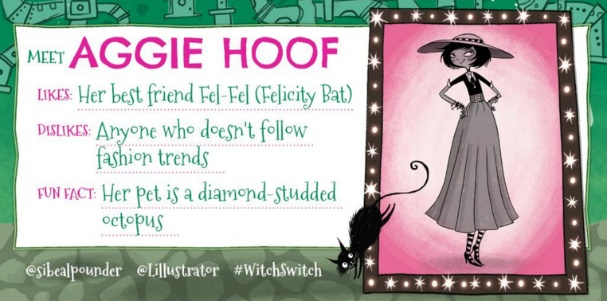 MEET AGGIE HOOF
LIKES: Her best friend Fel-Fel (Felicity Bat)
DISLIKES: Anyone who doesn't follow
fashion trends
FUN FACT: Her pet is a diamond-studded
octopus
@sibealpounder @Lillustrator #WitchSwitch